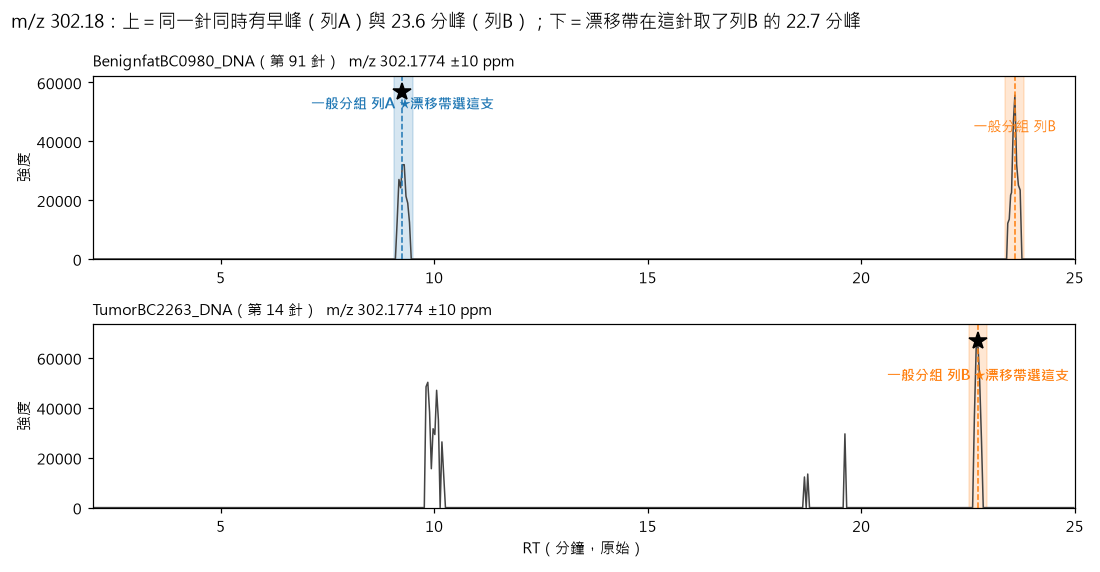 m/z 302.18：上＝同一針同時有早峰（列A）與 23.6 分峰（列B）；下＝漂移帶在這針取了列B 的 22.7 分峰
BenignfatBC0980_DNA（第 91 針） m/z 302.1774 ±10 ppm
60000
40000
20000
0
強度
一般分組 列A ★漂移帶選這支
一般分組 列B
5 10 15 20 25
TumorBC2263_DNA（第 14 針） m/z 302.1774 ±10 ppm
60000
40000
20000
0
強度
一般分組 列B ★漂移帶選這支
5 10 15 20 25
RT（分鐘，原始）